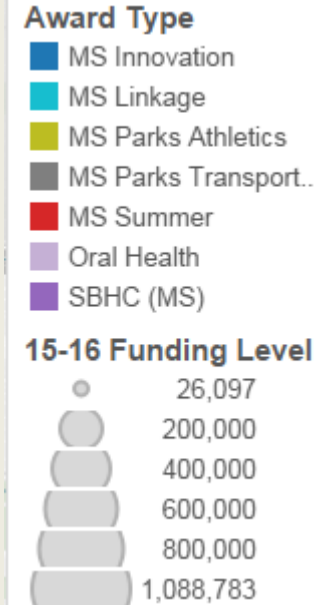 Award Type
MS Innovation
MS Linkage
MS Parks Athletics
MS Parks Transport..
MS Summer
Oral Health
SBHC (MS)
15-16 Funding Level
26,097
200,000
400,000
600,000
800,000
1,088,783